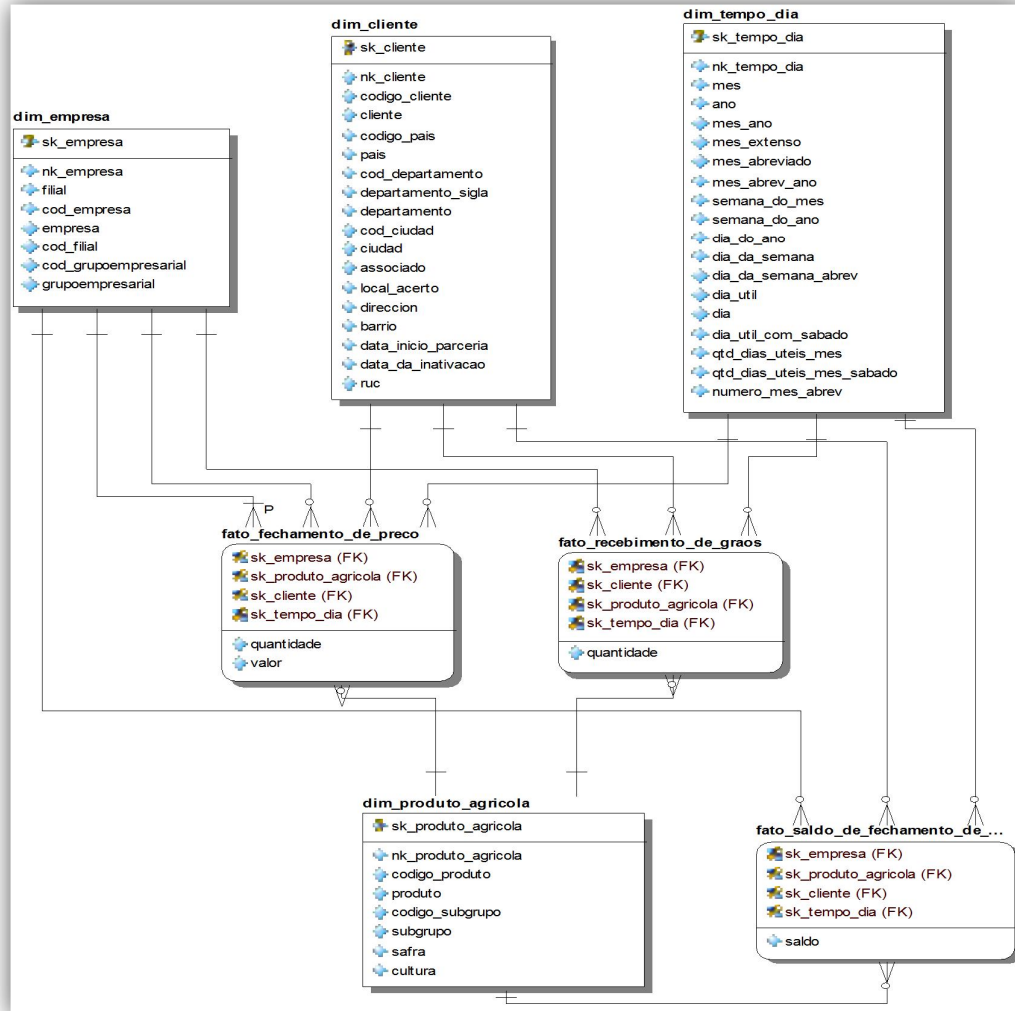 dim_empresa
sk_empresa
nk_empresa
filial
cod_empresa
empresa
cod_filial
cod_grupoempresarial
grupoempresarial
dim_cliente
sk_cliente
nk_cliente
codigo_cliente
cliente
codigo_pais
pais
cod_departamento
departamento_sigla
departamento
cod_ciudad
ciudad
associado
local_acerto
direccion
barrio
data_inicio_parceria
data_da_inativacao
ruc
dim_tempo_dia
sk_tempo_dia
nk_tempo_dia
mes
ano
mes_ano
mes_extenso
mes_abreviado
mes_abrev_ano
semana_do_mes
semana_do_ano
dia_do_ano
dia_da_semana
dia_da_semana_abrev
dia_util
dia
dia_util_com_sabado
qtd_dias_uteis_mes
qtd_dias_uteis_mes_sabado
numero_mes_abrev
P
fato_fechamento_de_preco
sk_empresa (FK)
sk_produto_agricola (FK)
sk_cliente (FK)
sk_tempo_dia (FK)
quantidade
valor
fato_recebimento_de_graos
sk_empresa (FK)
sk_cliente (FK)
sk_produto_agricola (FK)
sk_tempo_dia (FK)
quantidade
dim_produto_agricola
sk_produto_agricola
nk_produto_agricola
codigo_produto
produto
codigo_subgrupo
subgrupo
safra
cultura
fato_saldo_de_fechamento_de_...
sk_empresa (FK)
sk_produto_agricola (FK)
sk_cliente (FK)
sk_tempo_dia (FK)
saldo